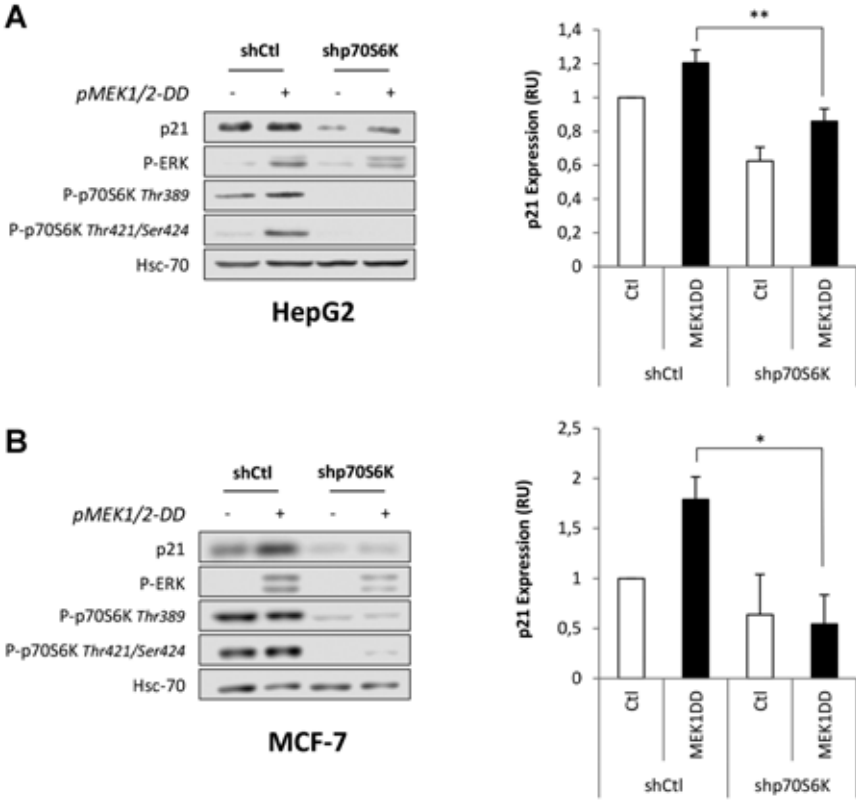 A
shCtl shp70S6K
pMEK1/2-DD - + - +
p21
P-ERK
P-p70S6K Thr389
P-p70S6K Thr421/Ser424
Hsc-70
HepG2
p21 Expression (RU)
1,4
1,2
1
0,8
0,6
0,4
0,2
0
**
Ctl MEK1DD Ctl MEK1DD
shCtl shp70S6K
B
shCtl shp70S6K
pMEK1/2-DD - + - +
p21
P-ERK
P-p70S6K Thr389
P-p70S6K Thr421/Ser424
Hsc-70
MCF-7
p21 Expression (RU)
2,5
2
1,5
1
0,5
0
*
Ctl MEK1DD Ctl MEK1DD
shCtl shp70S6K